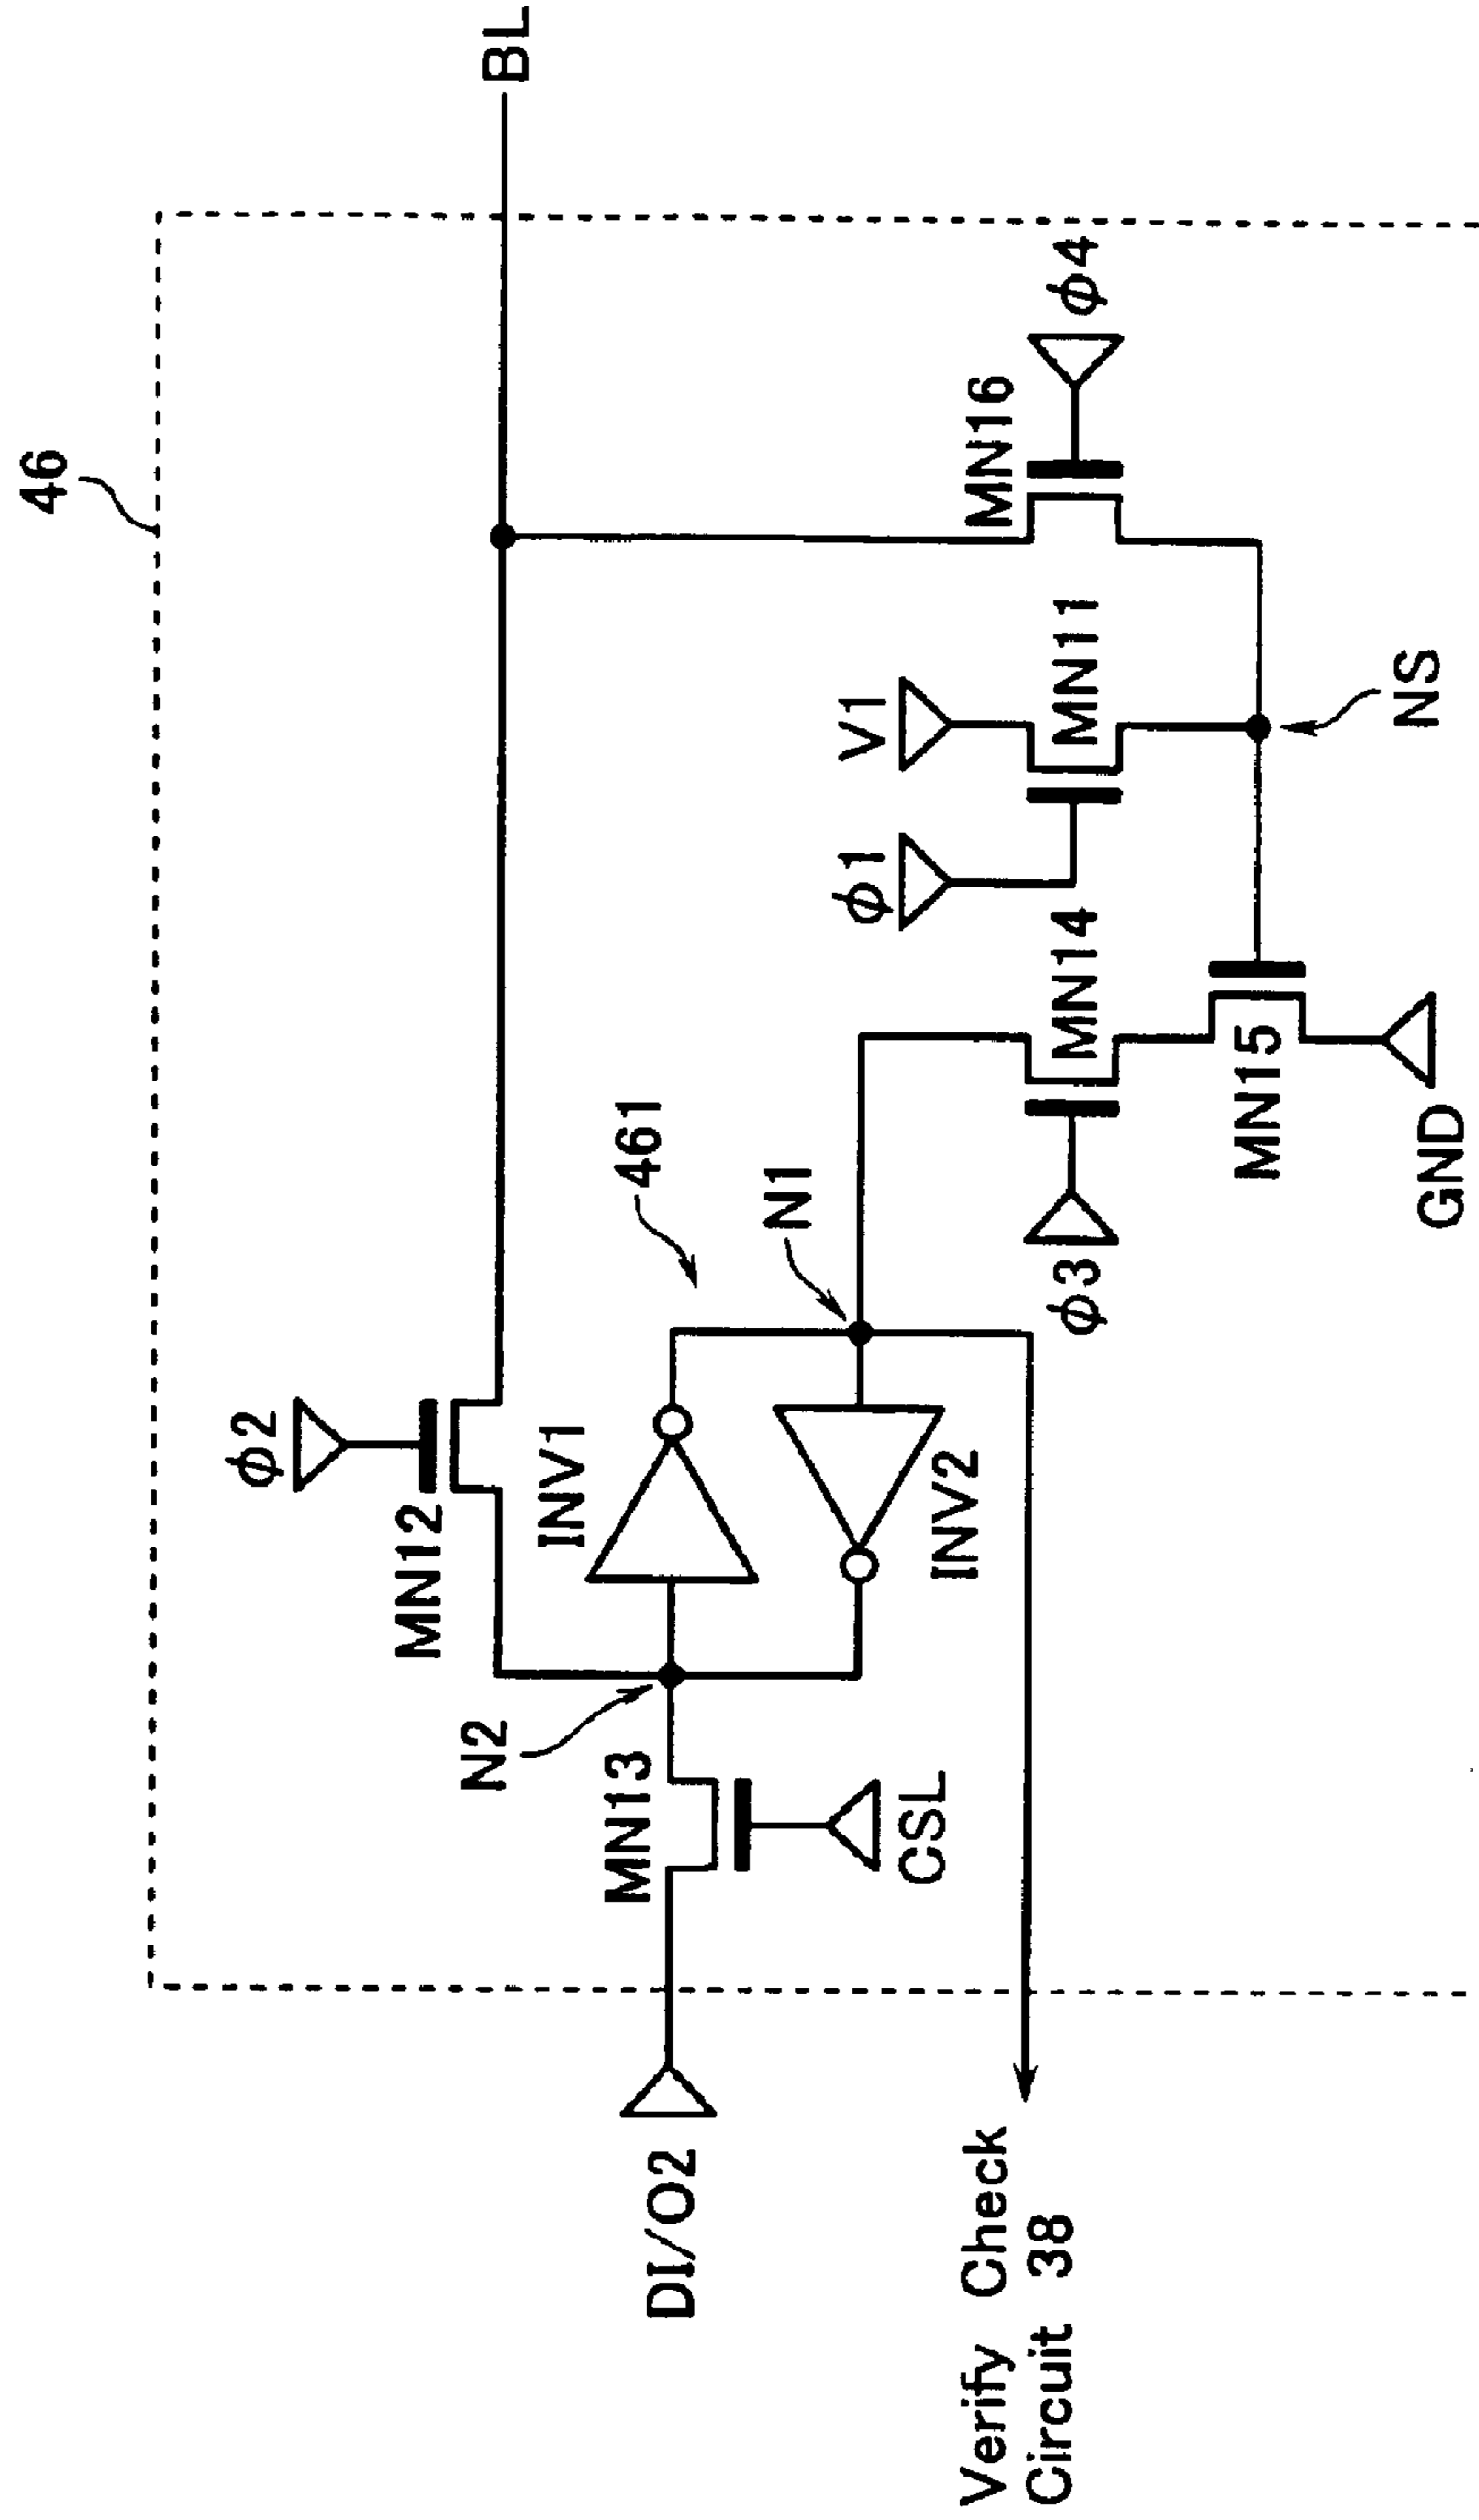 46
BL
φ2
MN12
N2
INV1
461
MN13
DI/O2
N1
V1
φ1
MN16
CSL
INV2
Verify Check
Circuit 38
φ3
MN14
MN11
φ4
MN15
GND
NS